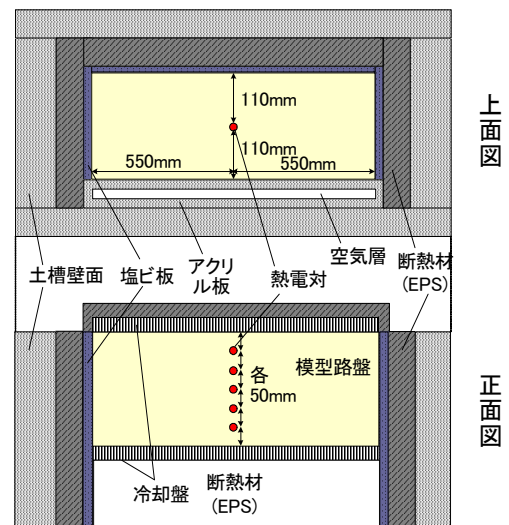 110mm
110mm
550mm
550mm
上面図
土槽壁面
塩ビ板
アクリ
ル板
熱電対
空気層
断熱材
(EPS)
模型路盤
各
50mm
正面図
冷却盤
断熱材
(EPS)